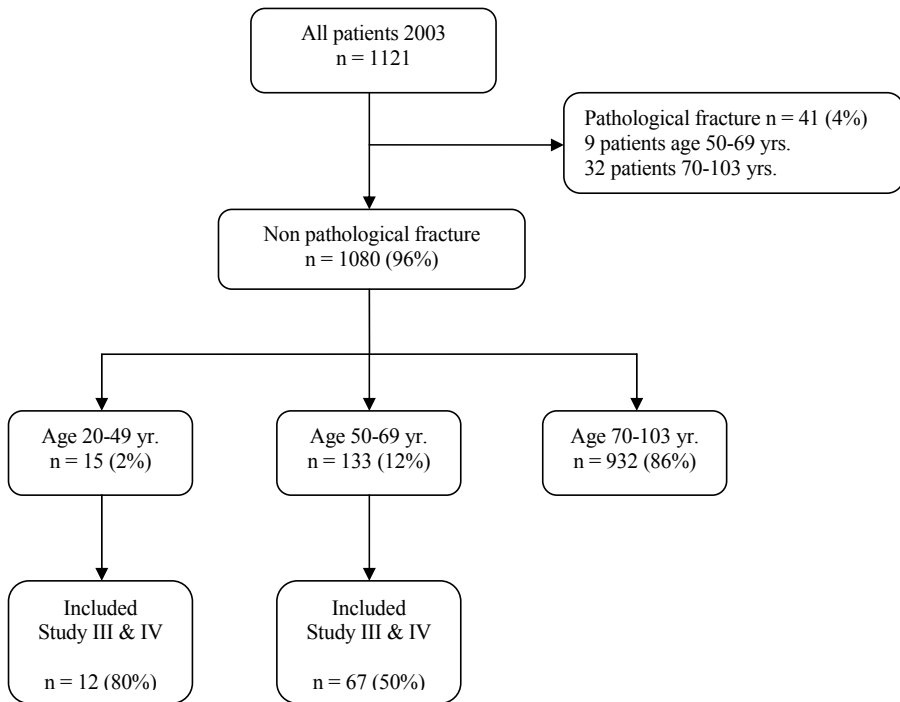 All patients 2003
n = 1121
Pathological fracture n = 41 (4%)
9 patients age 50-69 yrs.
32 patients 70-103 yrs.
Non pathological fracture
n = 1080 (96%)
Age 20-49 yr.
n = 15 (2%)
Age 50-69 yr.
n = 133 (12%)
Age 70-103 yr.
n = 932 (86%)
Included
Study III & IV
n = 12 (80%)
Included
Study III & IV
n = 67 (50%)